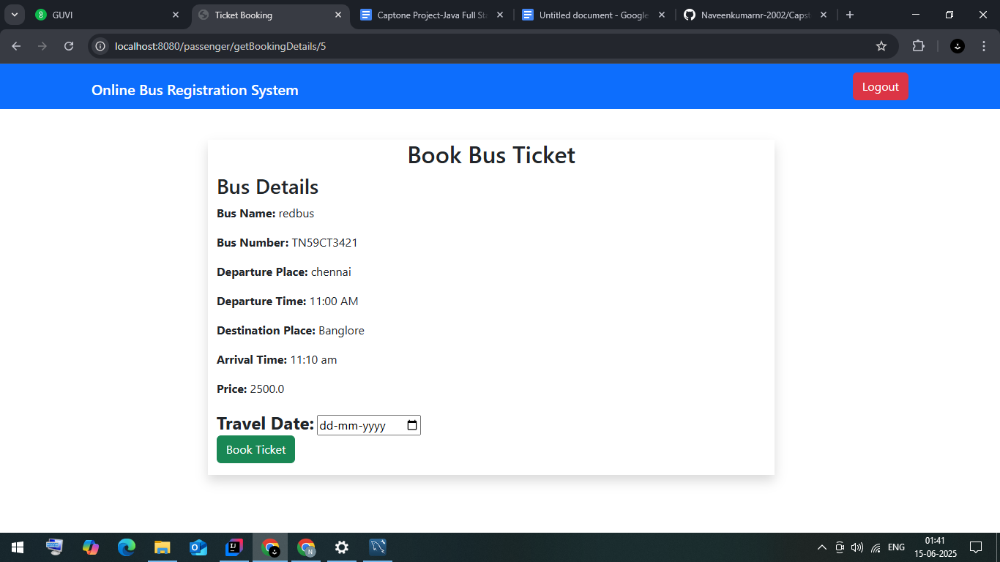 GUVI
Ticket Booking
Captone Project-Java Full St
Untitled document - Google
Naveenkumarnr-2002/Capst
localhost:8080/passenger/getBookingDetails/5
Online Bus Registration System
Logout
Book Bus Ticket
Bus Details
Bus Name: redbus
Bus Number: TN59CT3421
Departure Place: chennai
Departure Time: 11:00 AM
Destination Place: Banglore
Arrival Time: 11:10 am
Price: 2500.0
Travel Date: dd-mm-yyyy
Book Ticket
ENG
01:41
15-06-2025